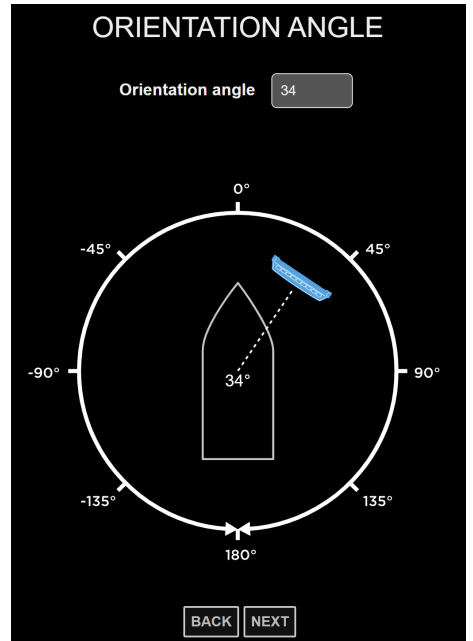 ORIENTATION ANGLE
Orientation angle 34
0°
-45° 45°
-90° 90°
34°
-135° 135°
180°
BACK NEXT